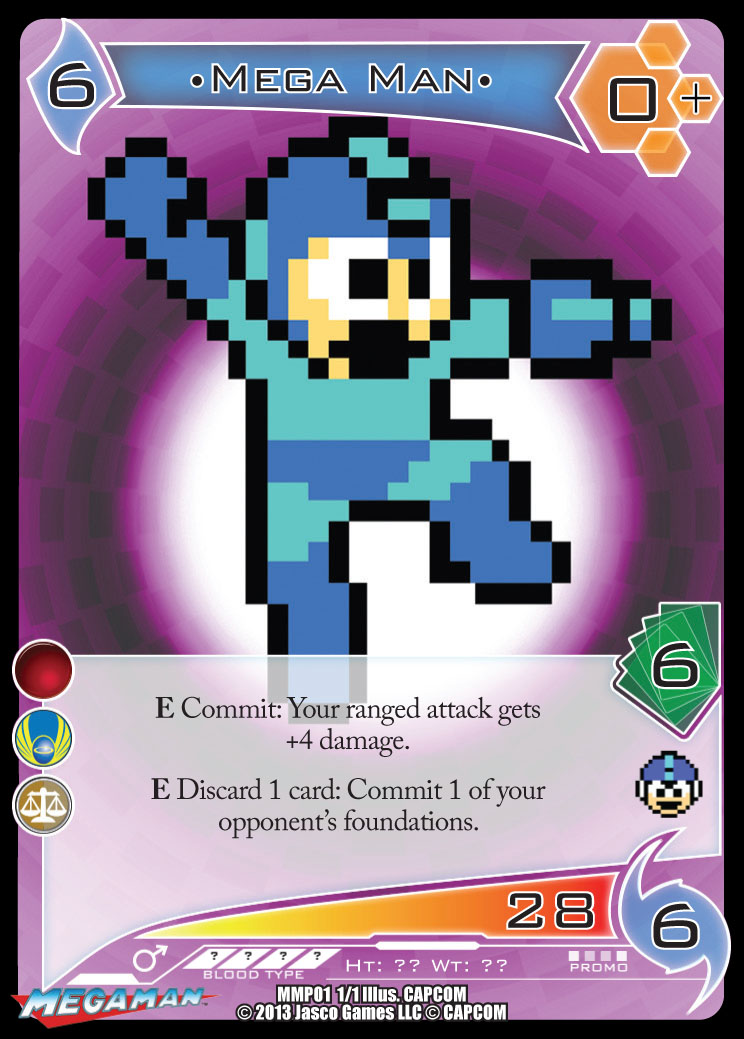 6
•Mega Man•
0 +
6
E Commit: Your ranged attack gets
+4 damage.
E Discard 1 card: Commit 1 of your
opponent's foundations.
28
6
? ? ? ?
BLOOD TYPE
HT: ?? WT: ??
PROMO
MEGAMAN™
MMP01 1/1 Illus. CAPCOM
© 2013 Jasco Games LLC © CAPCOM